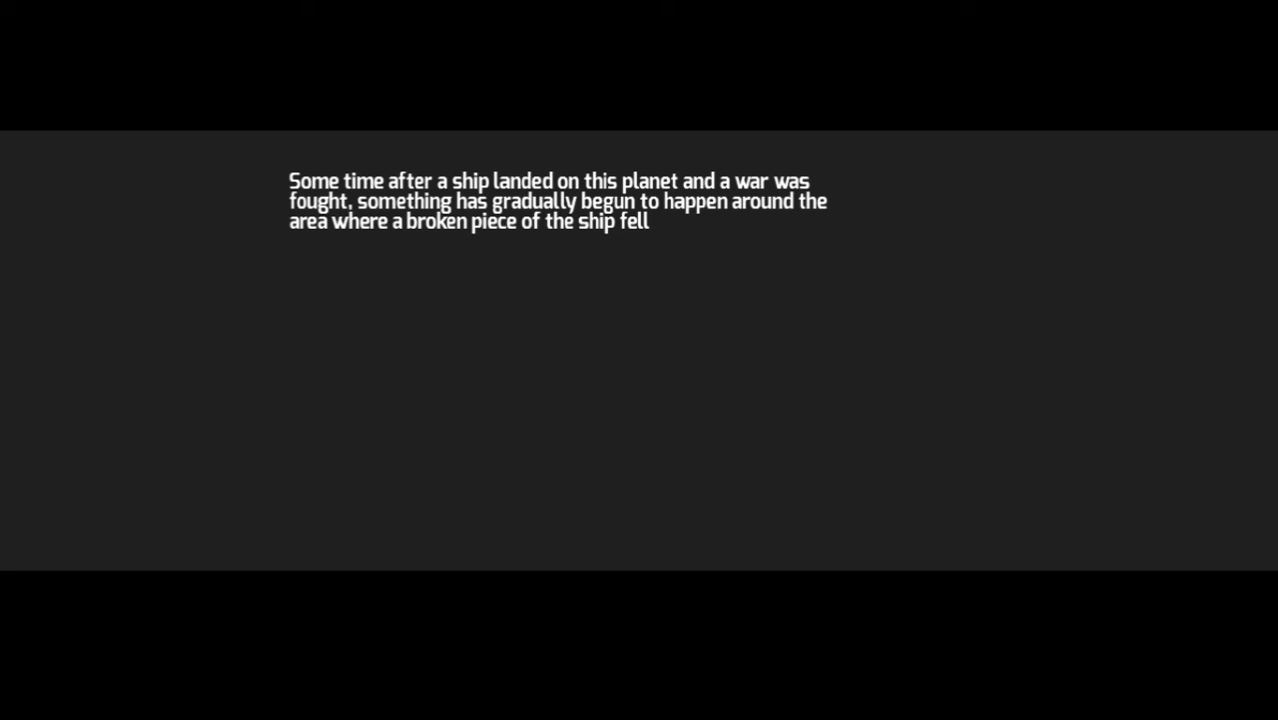 Some time after a ship landed on this planet and a war was
fought, something has gradually begun to happen around the
area where a broken piece of the ship fell